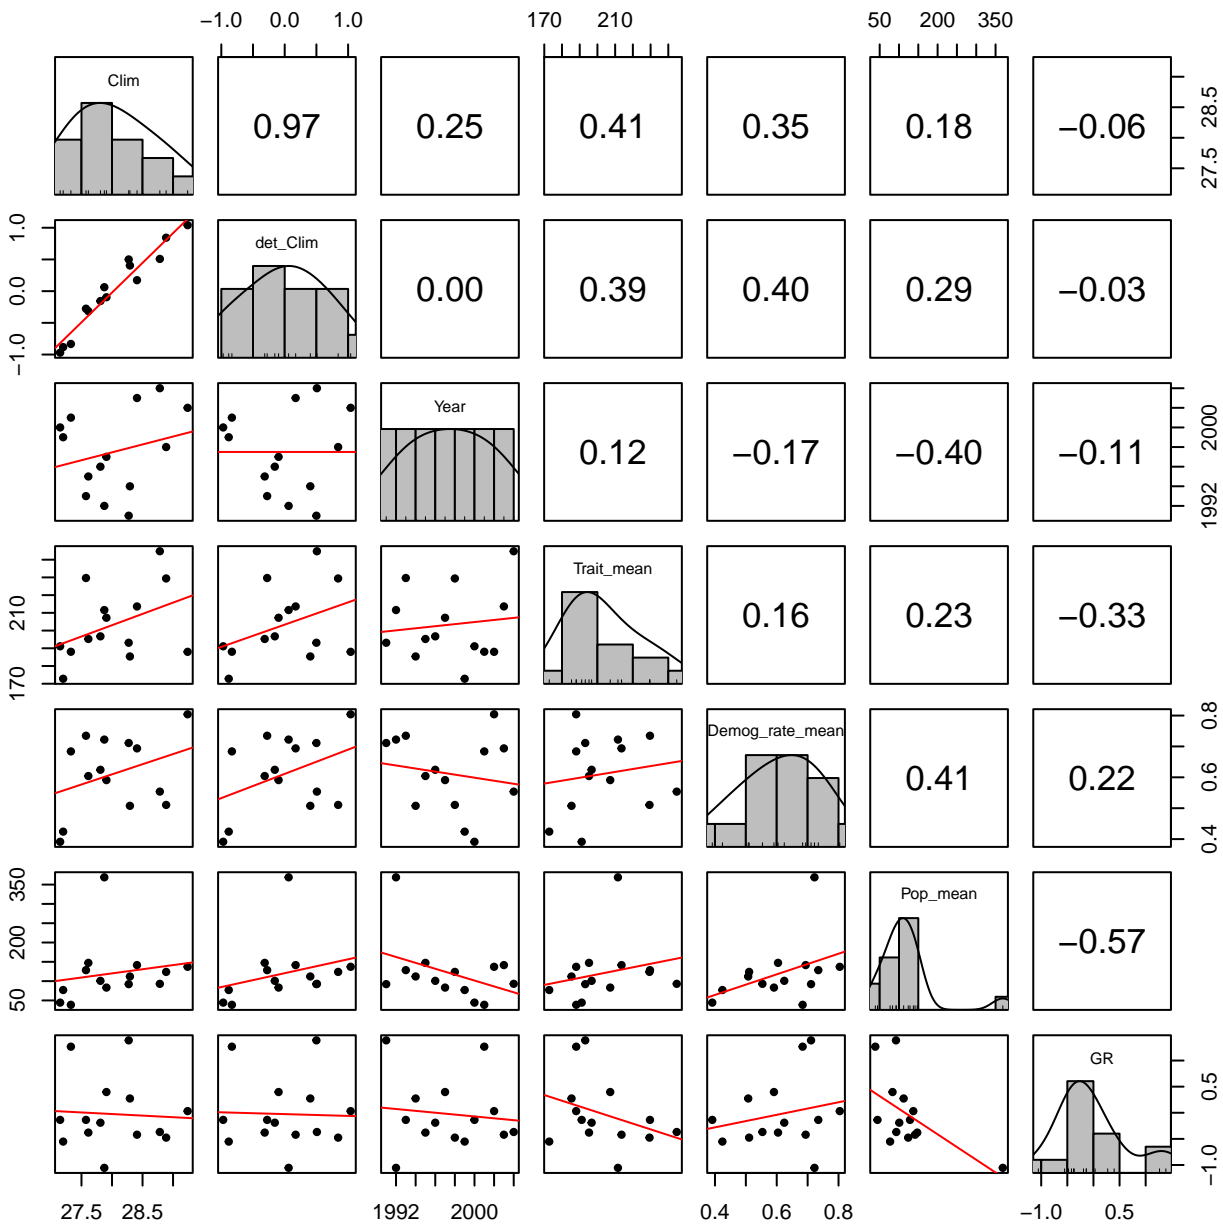 −1.0 0.0 1.0 170 210 50 200 350
Clim 0.97 0.25 0.41 0.35 0.18 −0.06 27.5 28.5
−1.0 0.0 1.0 det_Clim 0.00 0.39 0.40 0.29 −0.03
Year 0.12 −0.17 −0.40 −0.11 1992 2000
170 210 Trait_mean 0.16 0.23 −0.33
Demog_rate_mean 0.41 0.22 0.4 0.6 0.8
50 200 350 Pop_mean −0.57
GR −1.0 0.5
27.5 28.5 1992 2000 0.4 0.6 0.8 −1.0 0.5